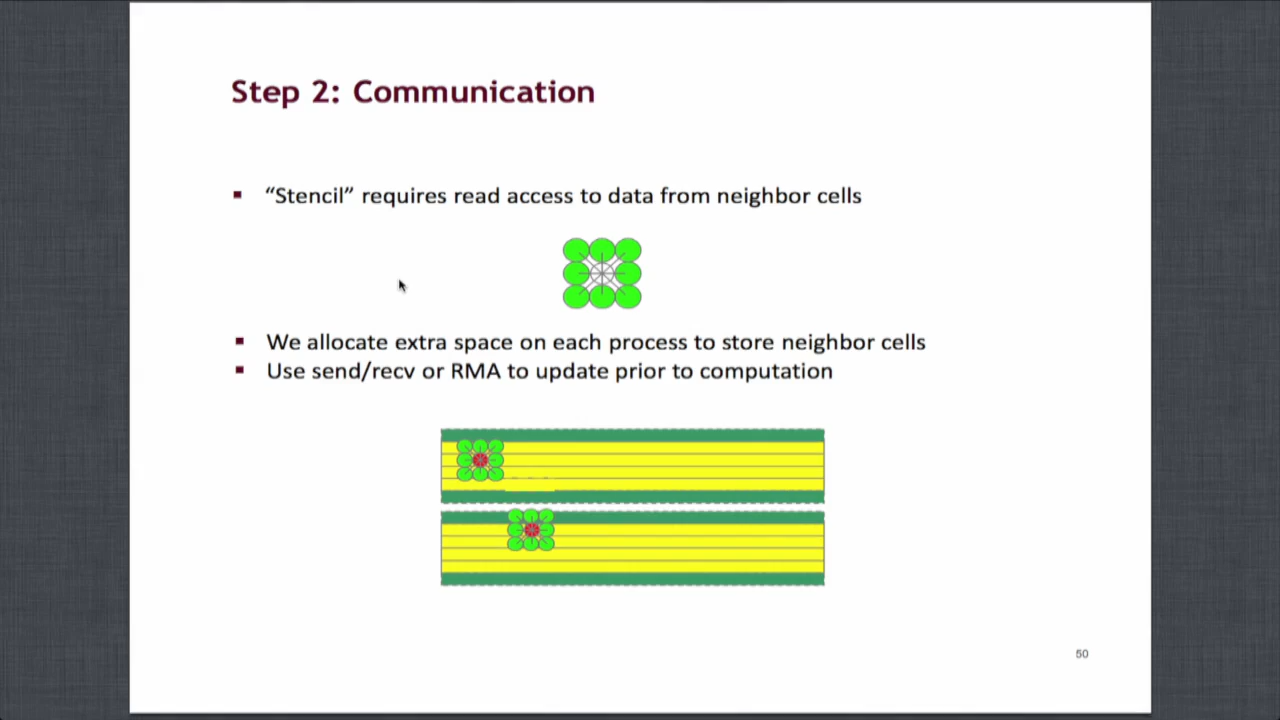 Step 2: Communication
“Stencil” requires read access to data from neighbor cells
We allocate extra space on each process to store neighbor cells
Use send/recv or RMA to update prior to computation
50